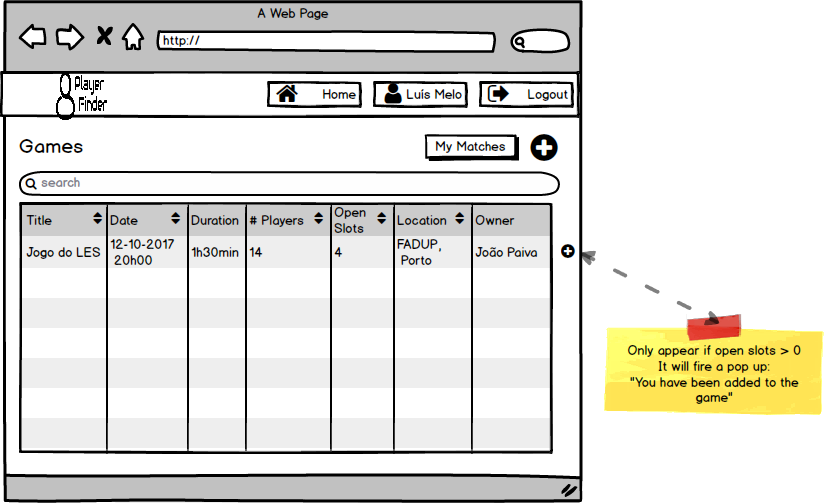 A Web Page
http://
Player
Finder
Home
Luís Melo
Logout
Games
My Matches
search
Title
Date
Duration
# Players
Open
Slots
Location
Owner
Jogo do LES
12-10-2017
20h00
1h30min
14
4
FADUP,
Porto
João Paiva
Only appear if open slots > 0
It will fire a pop up:
"You have been added to the
game"